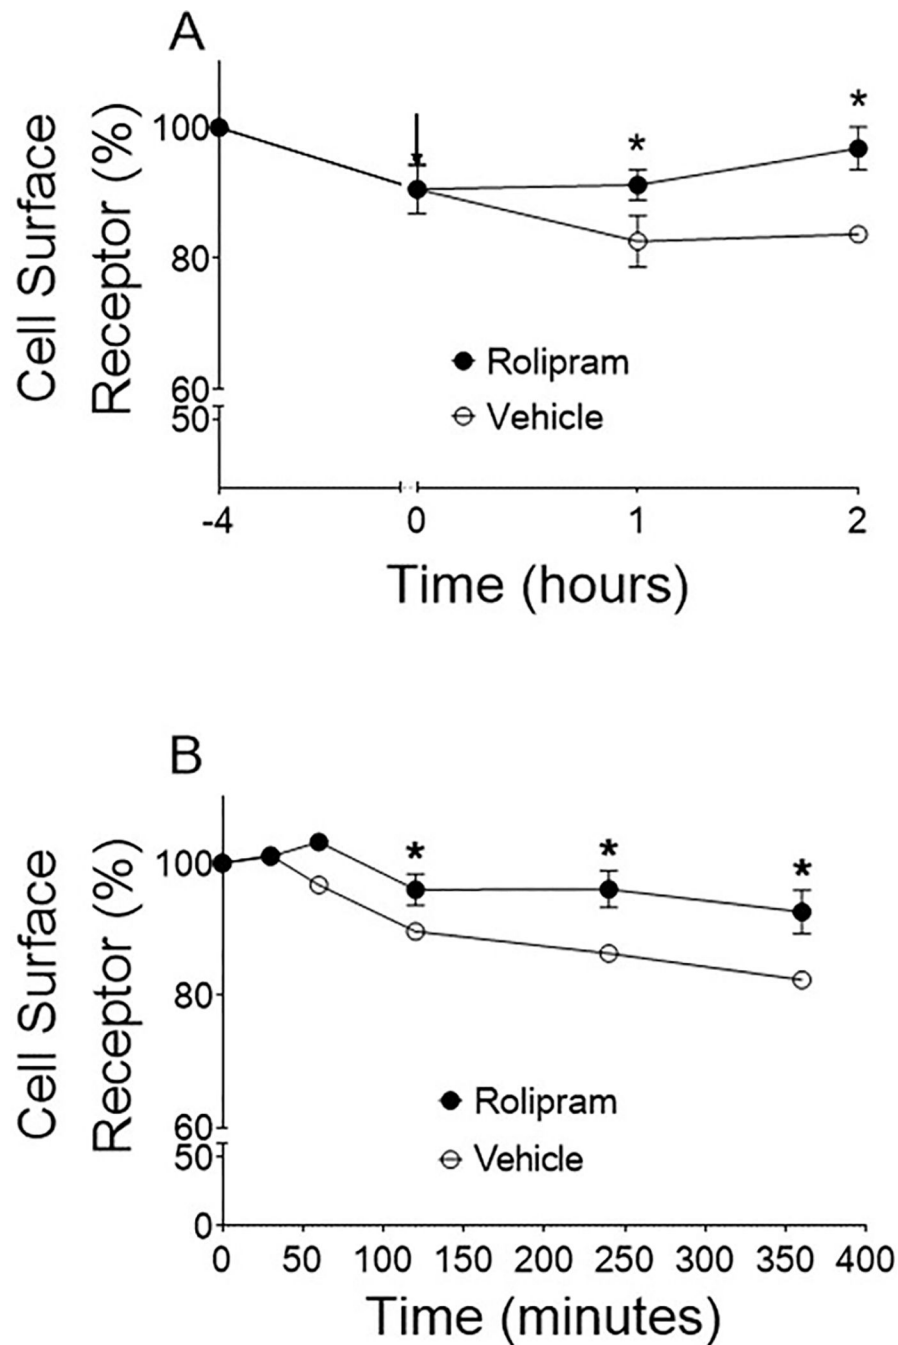 A
Cell Surface
Receptor (%)
100
80
60
50
*
*
Rolipram
Vehicle
-4 0 1 2
Time (hours)
B
Cell Surface
Receptor (%)
100
80
60
50
0
* * *
Rolipram
Vehicle
0 50 100 150 200 250 300 350 400
Time (minutes)